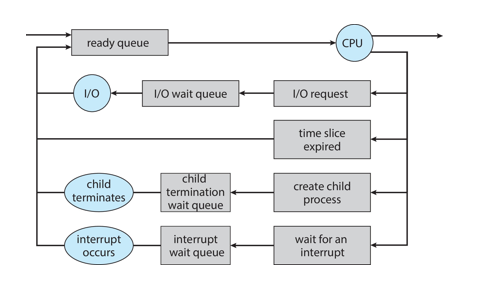 ready queue
CPU
I/O
I/O wait queue
I/O request
time slice
expired
child
terminates
child
termination
wait queue
create child
process
interrupt
occurs
interrupt
wait queue
wait for an
interrupt